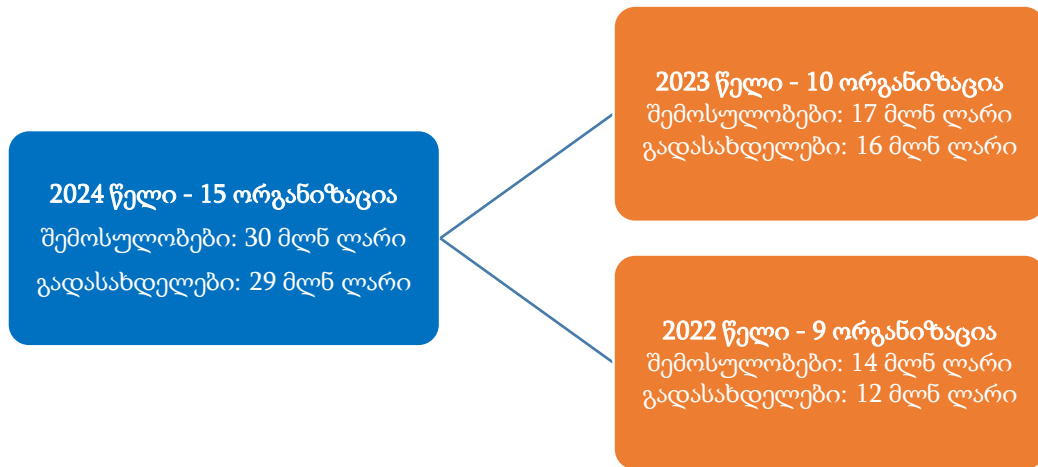 2024 წელი - 15 ორგანიზაცია
შემოსულობები: 30 მლნ ლარი
გადასახდელები: 29 მლნ ლარი
2023 წელი - 10 ორგანიზაცია
შემოსულობები: 17 მლნ ლარი
გადასახდელები: 16 მლნ ლარი
2022 წელი - 9 ორგანიზაცია
შემოსულობები: 14 მლნ ლარი
გადასახდელები: 12 მლნ ლარი